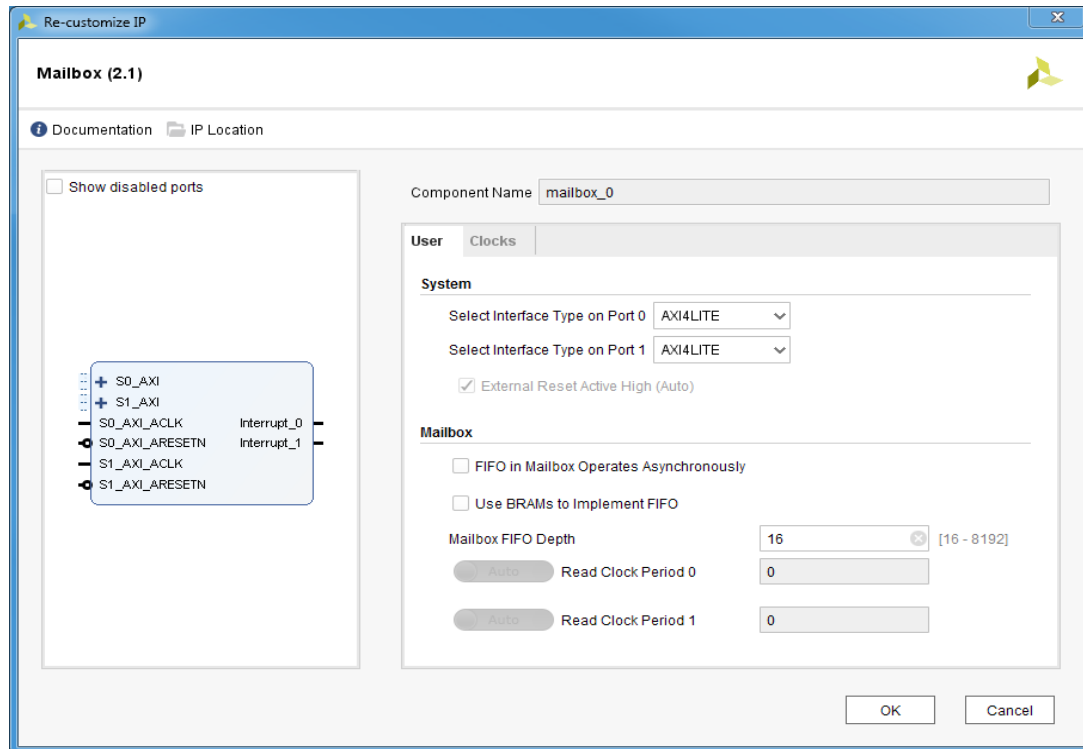 Re-customize IP
Mailbox (2.1)
Documentation IP Location
Show disabled ports
S0_AXI
S1_AXI
S0_AXI_ACLK Interrupt_0
S0_AXI_ARESETN Interrupt_1
S1_AXI_ACLK
S1_AXI_ARESETN
Component Name mailbox_0
User Clocks
System
Select Interface Type on Port 0 AXI4LITE
Select Interface Type on Port 1 AXI4LITE
External Reset Active High (Auto)
Mailbox
FIFO in Mailbox Operates Asynchronously
Use BRAMs to Implement FIFO
Mailbox FIFO Depth 16 [16 - 8192]
Auto Read Clock Period 0 0
Auto Read Clock Period 1 0
OK Cancel